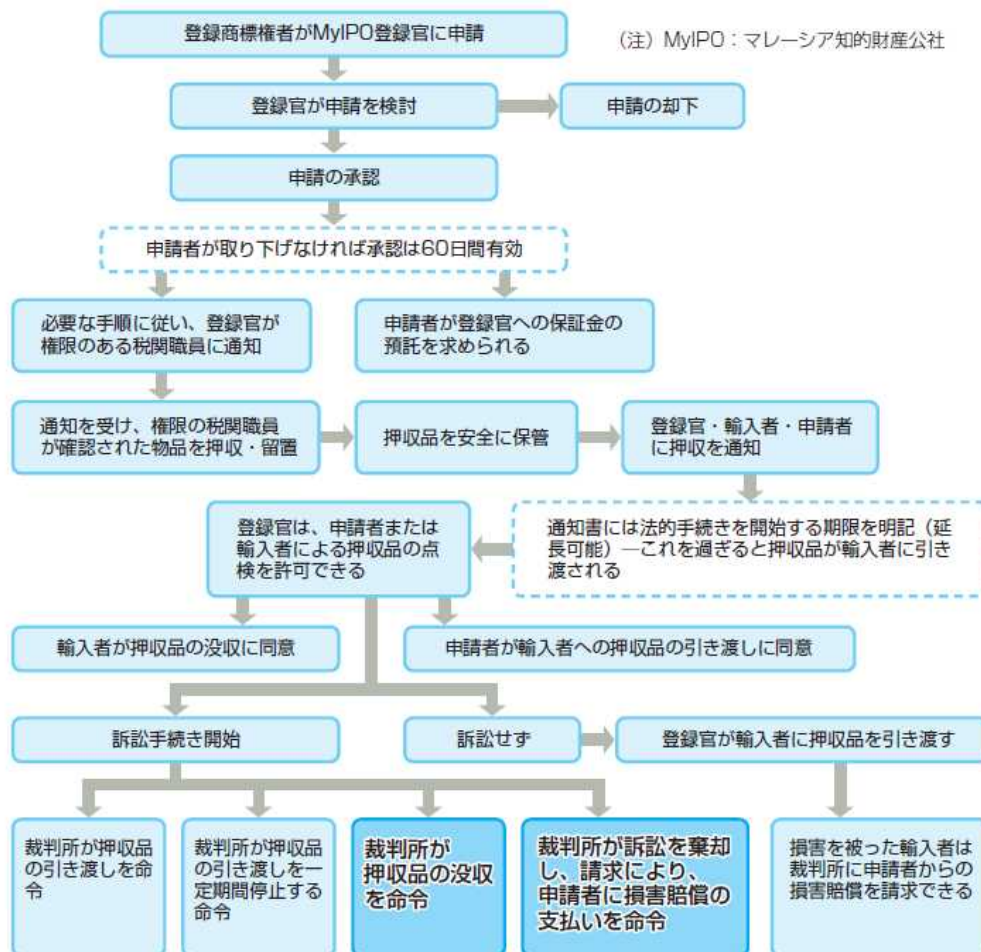 登録商標権者がMyIPO登録官に申請
（注）MyIPO：マレーシア知的財産公社
登録官が申請を検討
申請の却下
申請の承認
申請者が取り下げなければ承認は60日間有効
必要な手順に従い、登録官が
権限のある税関職員に通知
申請者が登録官への保証金の
預託を求められる
通知を受け、権限の税関職員
が確認された物品を押収・留置
押収品を安全に保管
登録官・輸入者・申請者
に押収を通知
通知書には法的手続きを開始する期限を明記（延
長可能）―これを過ぎると押収品が輸入者に引き
渡される
登録官は、申請者または
輸入者による押収品の点
検を許可できる
輸入者が押収品の没収に同意
申請者が輸入者への押収品の引き渡しに同意
訴訟手続き開始
訴訟せず
登録官が輸入者に押収品を引き渡す
裁判所が押収品
の引き渡しを命
令
裁判所が押収品
の引き渡しを一
定期間停止する
命令
裁判所が
押収品の没収
を命令
裁判所が訴訟を棄却
し、請求により、
申請者に損害賠償の
支払いを命令
損害を被った輸入者は
裁判所に申請者からの
損害賠償を請求できる